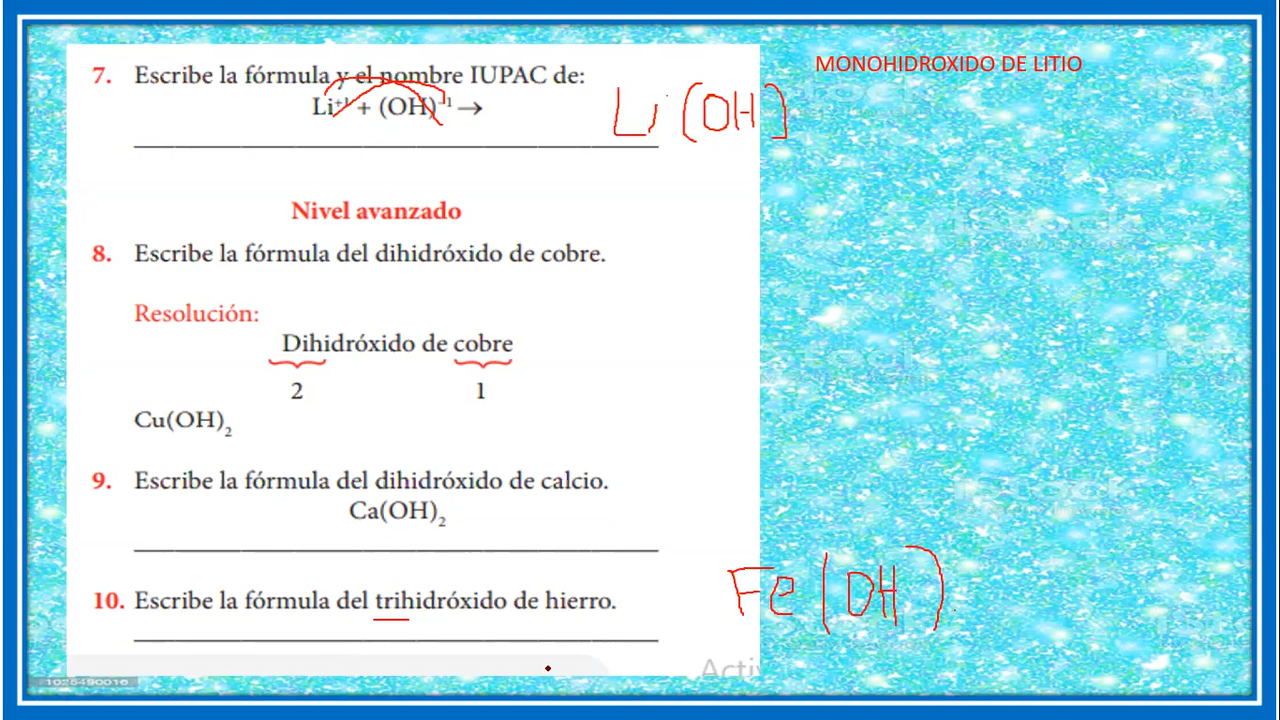 MONOHIDROXIDO DE LITIO
7. Escribe la fórmula y el nombre IUPAC de:
Li⁺¹ + (OH)⁻¹ → Li (OH)
Nivel avanzado
8. Escribe la fórmula del dihidróxido de cobre.
Resolución:
Dihidróxido de cobre
2 1
Cu(OH)₂
9. Escribe la fórmula del dihidróxido de calcio.
Ca(OH)₂
10. Escribe la fórmula del trihidróxido de hierro.
Fe (OH)
Activ
1028490016